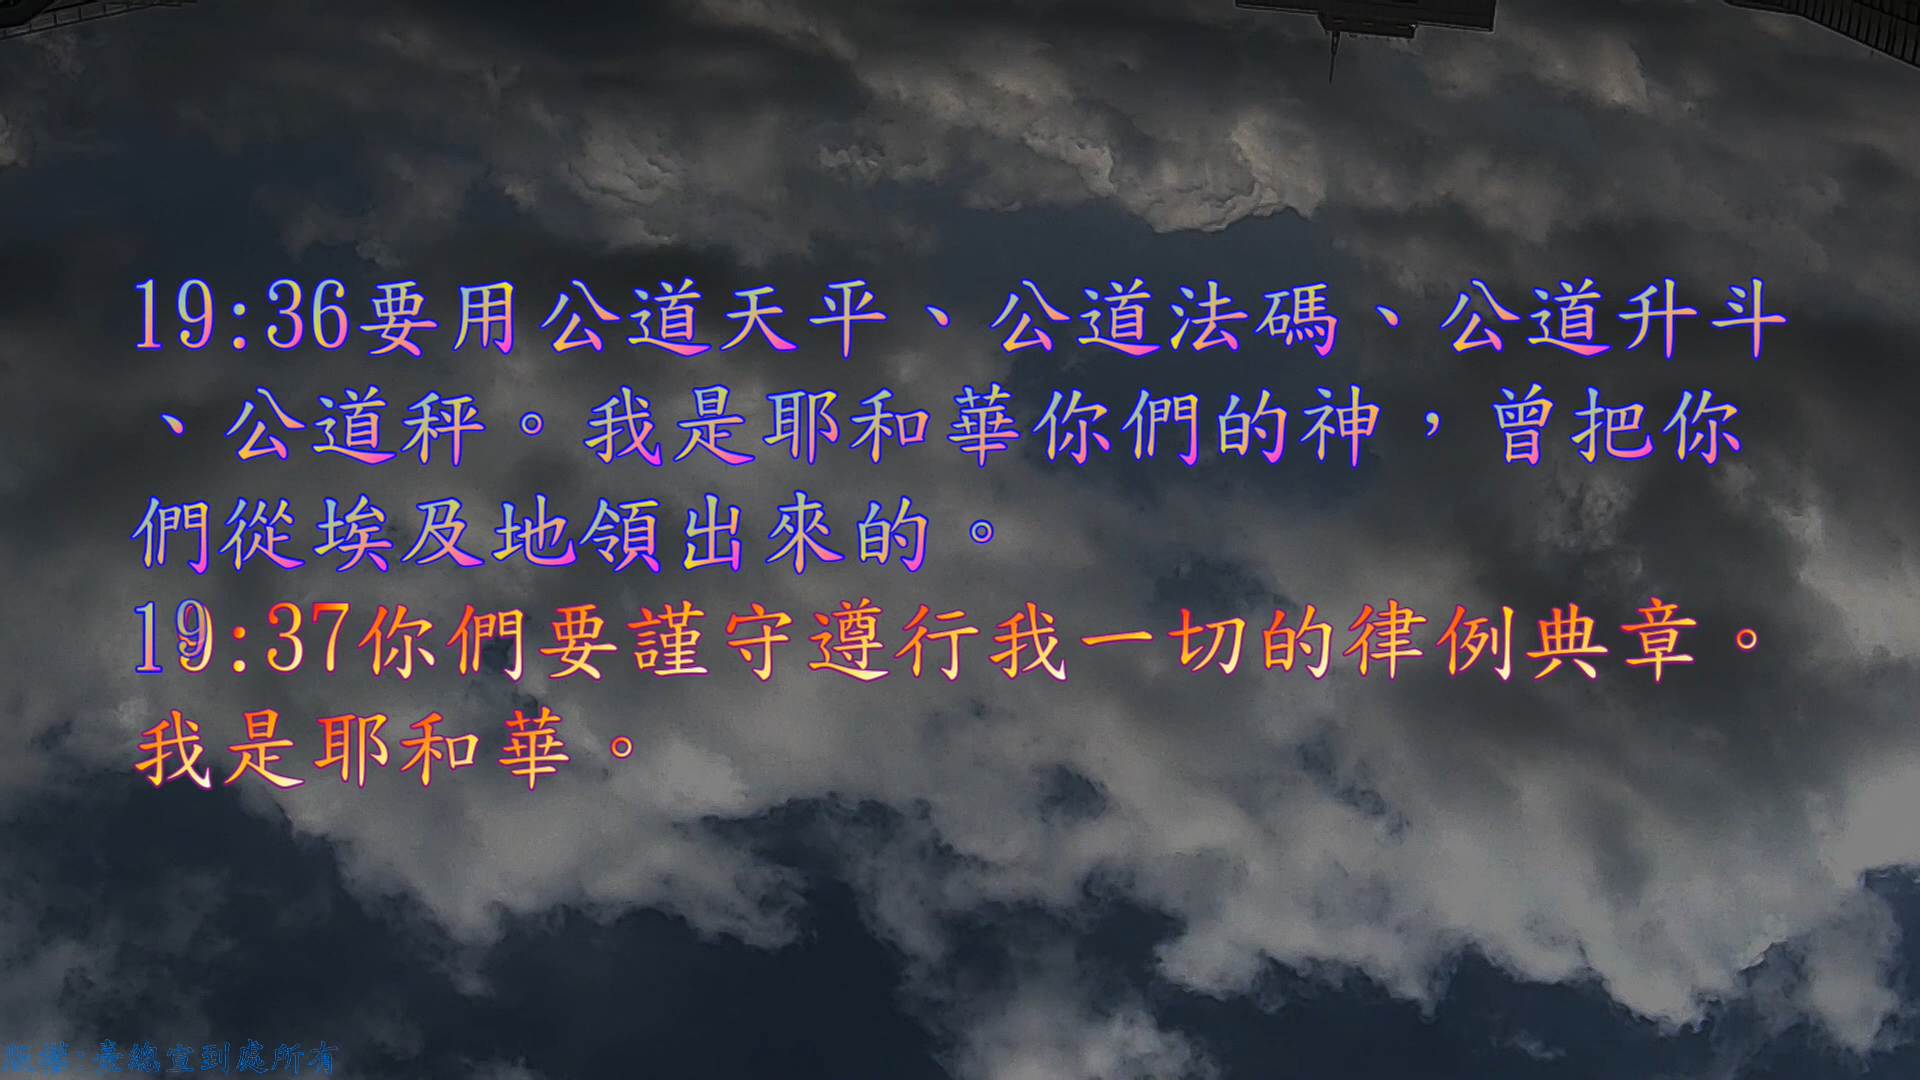 19:36要用公道天平、公道法碼、公道升斗
、公道秤。我是耶和華你們的神，曾把你
們從埃及地領出來的。
19:37你們要謹守遵行我一切的律例典章。
我是耶和華。
版權:臺總宣到處所有